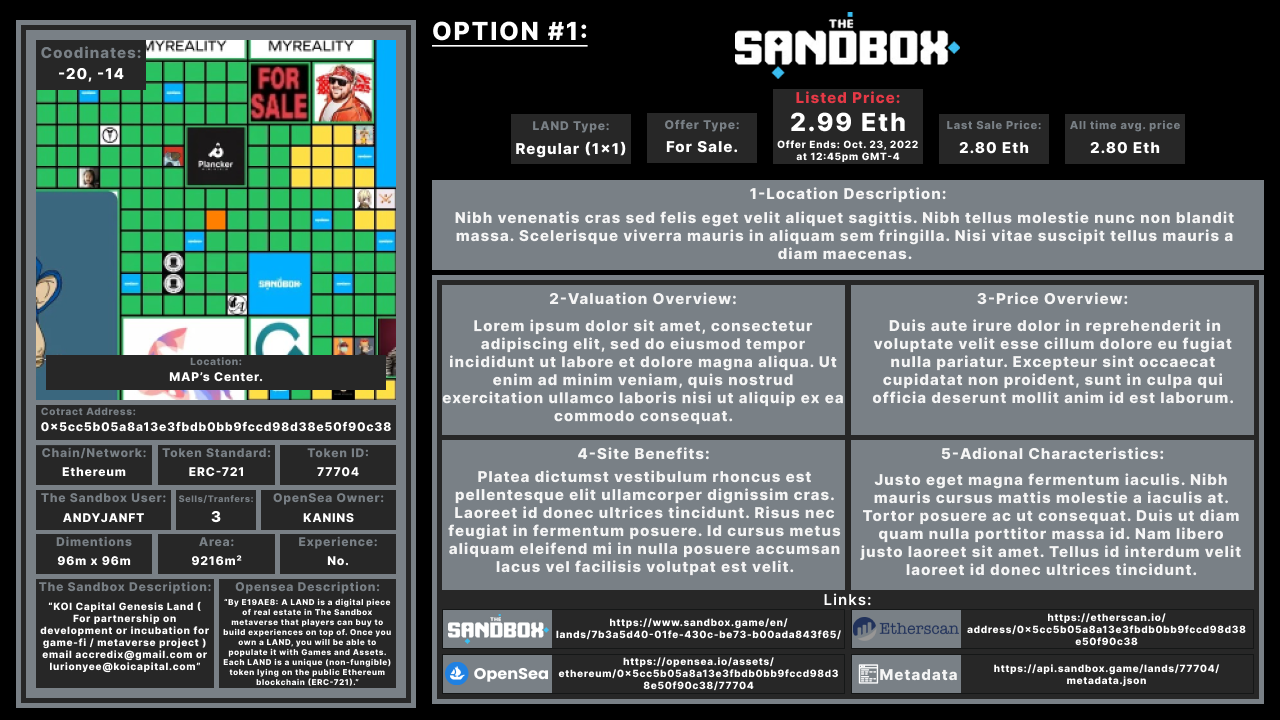 Coodinates:
-20, -14
MYREALITY
MYREALITY
FOR
SALE
Plancker
SANDBOX
Location:
MAP’s Center.
Cotract Address:
0x5cc5b05a8a13e3fbdb0bb9fccd98d38e50f90c38
Chain/Network:
Ethereum
Token Standard:
ERC-721
Token ID:
77704
The Sandbox User:
ANDYJANFT
Sells/Tranfers:
3
OpenSea Owner:
KANINS
Dimentions
96m x 96m
Area:
9216m²
Experience:
No.
The Sandbox Description:
“KOI Capital Genesis Land (
For partnership on
development or incubation for
game-fi / metaverse project )
email accredix@gmail.com or
lurionyee@koicapital.com”
Opensea Description:
“By E19AE8: A LAND is a digital piece
of real estate in The Sandbox
metaverse that players can buy to
build experiences on top of. Once you
own a LAND, you will be able to
populate it with Games and Assets.
Each LAND is a unique (non-fungible)
token lying on the public Ethereum
blockchain (ERC-721).”
OPTION #1:
THE
SANDBOX
LAND Type:
Regular (1x1)
Offer Type:
For Sale.
Listed Price:
2.99 Eth
Offer Ends: Oct. 23, 2022
at 12:45pm GMT-4
Last Sale Price:
2.80 Eth
All time avg. price
2.80 Eth
1-Location Description:
Nibh venenatis cras sed felis eget velit aliquet sagittis. Nibh tellus molestie nunc non blandit
massa. Scelerisque viverra mauris in aliquam sem fringilla. Nisi vitae suscipit tellus mauris a
diam maecenas.
2-Valuation Overview:
Lorem ipsum dolor sit amet, consectetur
adipiscing elit, sed do eiusmod tempor
incididunt ut labore et dolore magna aliqua. Ut
enim ad minim veniam, quis nostrud
exercitation ullamco laboris nisi ut aliquip ex ea
commodo consequat.
3-Price Overview:
Duis aute irure dolor in reprehenderit in
voluptate velit esse cillum dolore eu fugiat
nulla pariatur. Excepteur sint occaecat
cupidatat non proident, sunt in culpa qui
officia deserunt mollit anim id est laborum.
4-Site Benefits:
Platea dictumst vestibulum rhoncus est
pellentesque elit ullamcorper dignissim cras.
Laoreet id donec ultrices tincidunt. Risus nec
feugiat in fermentum posuere. Id cursus metus
aliquam eleifend mi in nulla posuere accumsan
lacus vel facilisis volutpat est velit.
5-Adional Characteristics:
Justo eget magna fermentum iaculis. Nibh
mauris cursus mattis molestie a iaculis at.
Tortor posuere ac ut consequat. Duis ut diam
quam nulla porttitor massa id. Nam libero
justo laoreet sit amet. Tellus id interdum velit
laoreet id donec ultrices tincidunt.
Links:
THE
SANDBOX
https://www.sandbox.game/en/
lands/7b3a5d40-01fe-430c-be73-b00ada843f65/
Etherscan
https://etherscan.io/
address/0x5cc5b05a8a13e3fbdb0bb9fccd98d38
e50f90c38
OpenSea
https://opensea.io/assets/
ethereum/0x5cc5b05a8a13e3fbdb0bb9fccd98d3
8e50f90c38/77704
Metadata
https://api.sandbox.game/lands/77704/
metadata.json